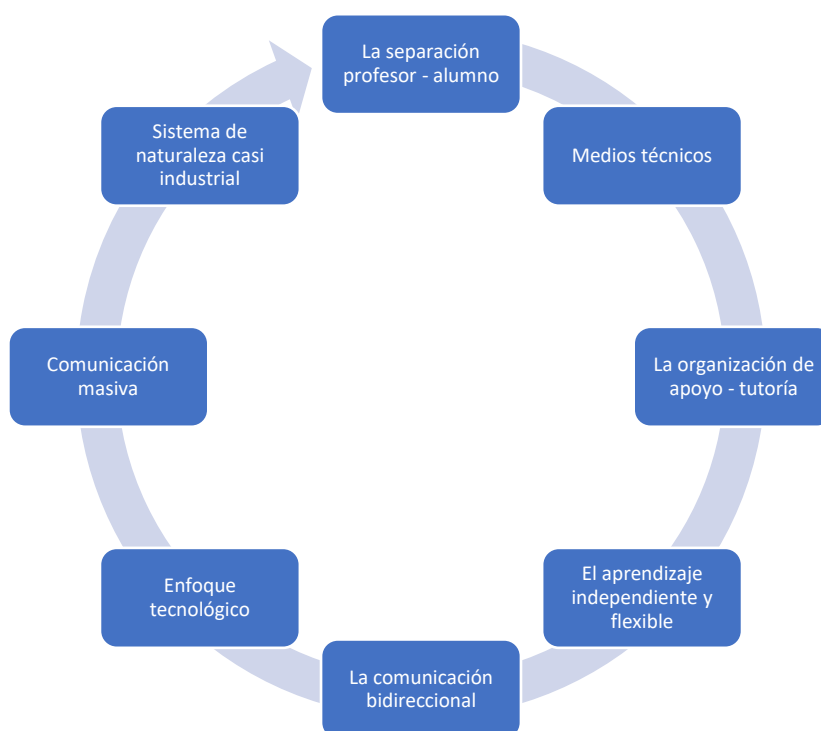 La separación
profesor - alumno
Medios técnicos
La organización de
apoyo - tutoría
El aprendizaje
independiente y
flexible
La comunicación
bidireccional
Enfoque
tecnológico
Comunicación
masiva
Sistema de
naturaleza casi
industrial